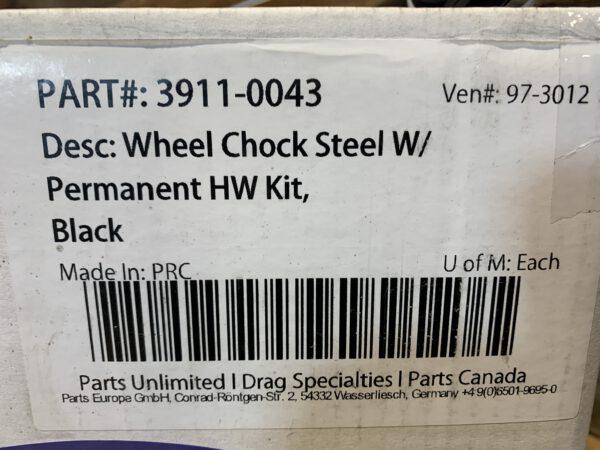 PART#: 3911-0043 Ven#: 97-3012
Desc: Wheel Chock Steel W/
Permanent HW Kit,
Black
Made In: PRC U of M: Each
Parts Unlimited I Drag Specialties I Parts Canada
Parts Europe GmbH, Conrad-Röntgen-Str. 2, 54332 Wasserliesch, Germany +4 9(0)6501-9695-0